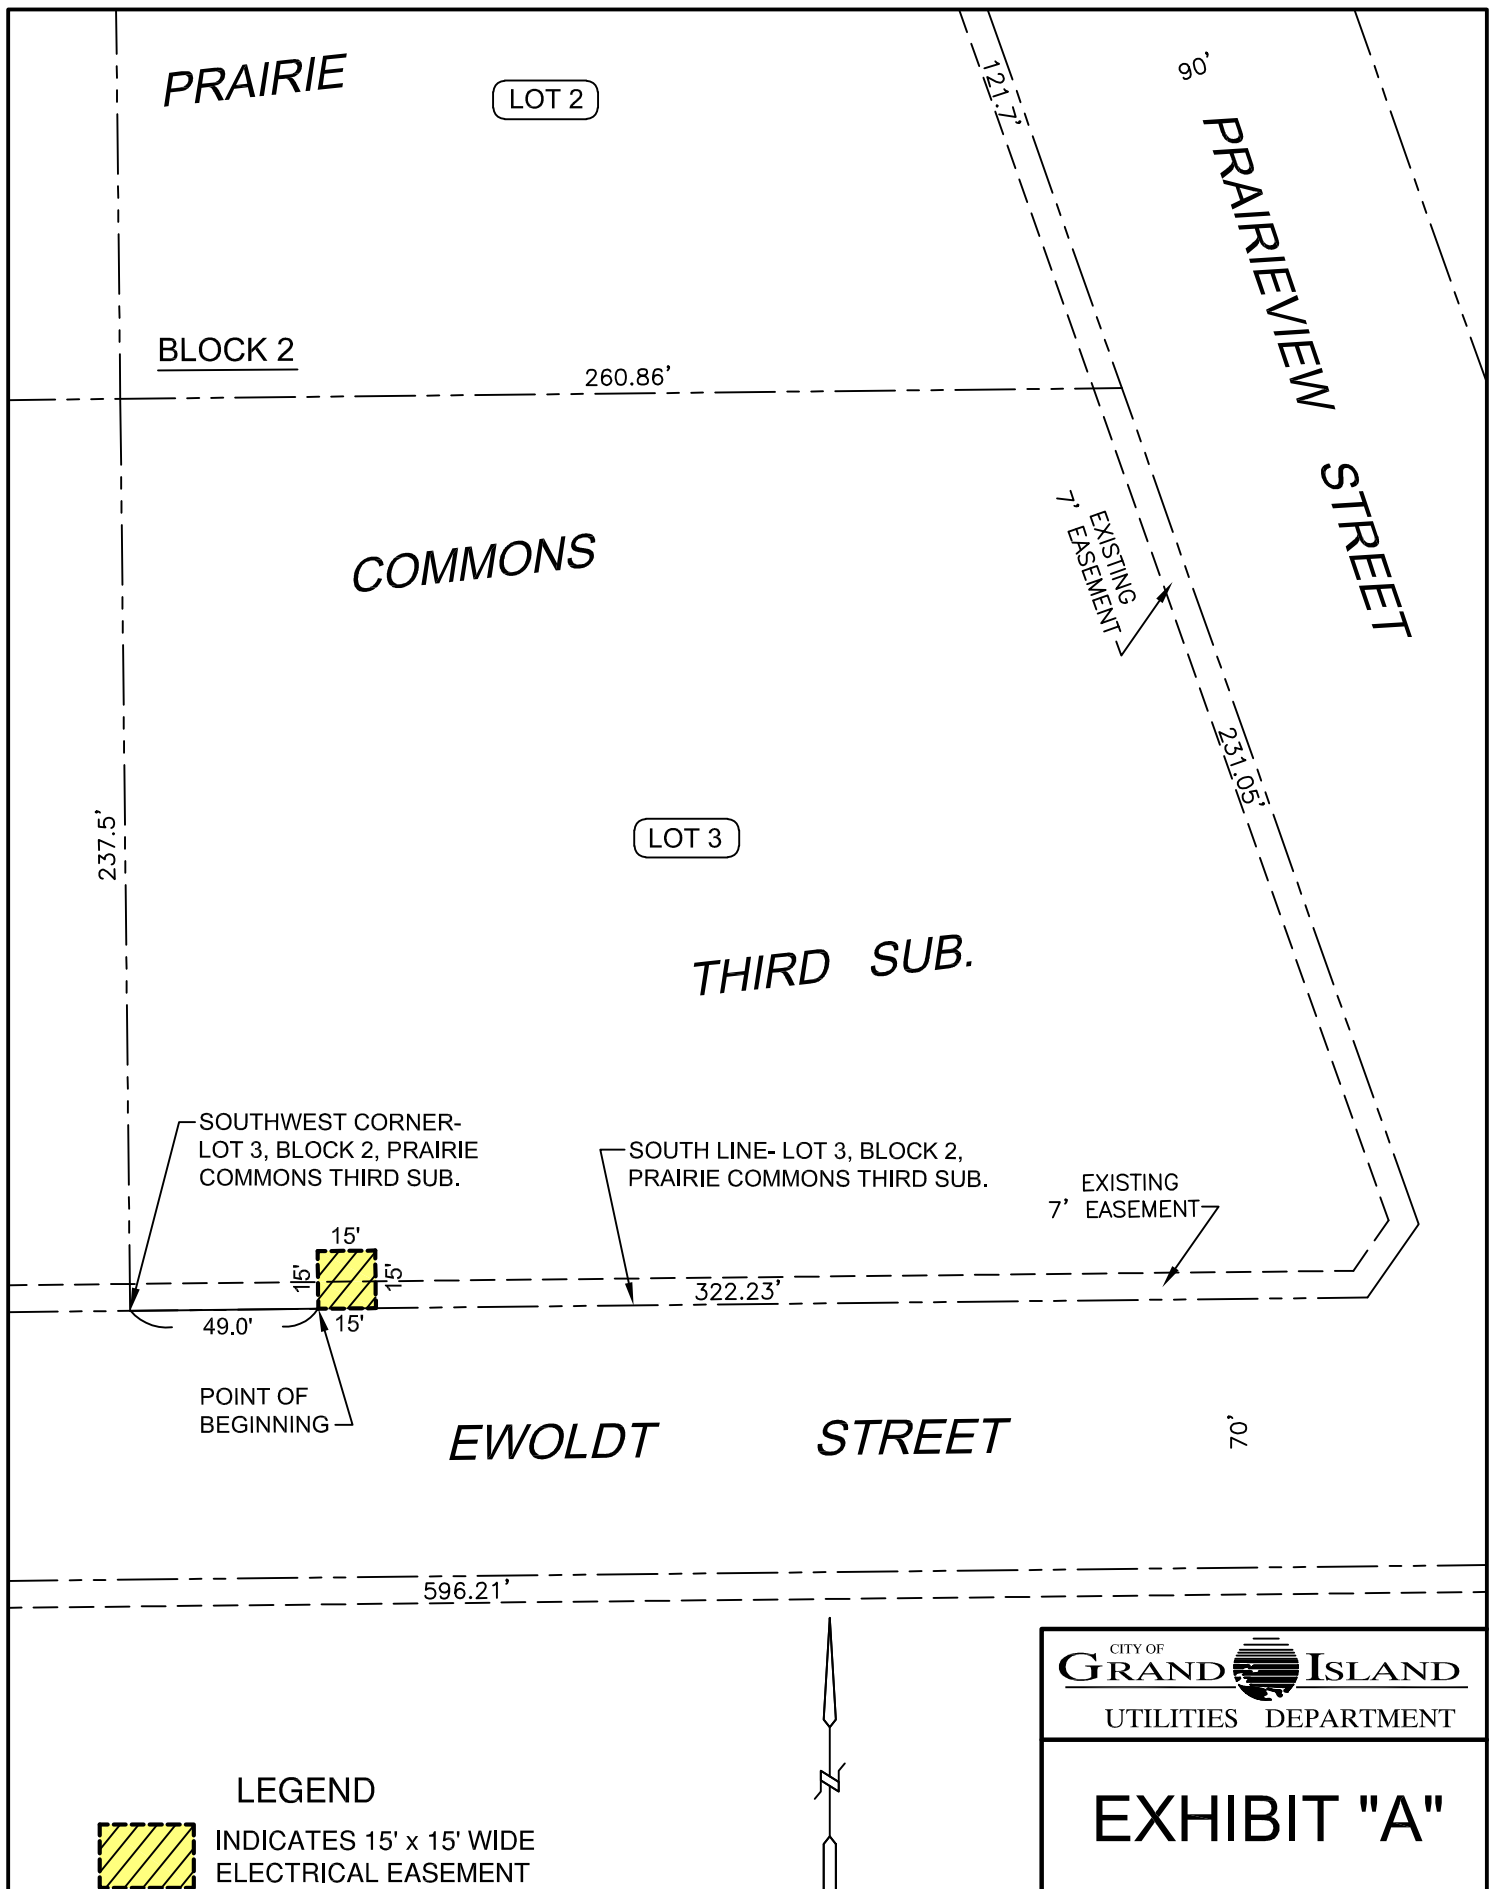 PRAIRIE
LOT 2
121.7'
90'
PRAIRIEVIEW STREET
BLOCK 2
260.86'
EXISTING
7' EASEMENT
COMMONS
231.05'
237.5'
LOT 3
THIRD SUB.
SOUTHWEST CORNER-
LOT 3, BLOCK 2, PRAIRIE
COMMONS THIRD SUB.
SOUTH LINE- LOT 3, BLOCK 2,
PRAIRIE COMMONS THIRD SUB.
EXISTING
7' EASEMENT
15'
15'
15'
322.23'
49.0'
15'
POINT OF
BEGINNING
EWOLDT STREET
70'
596.21'
CITY OF
GRAND ISLAND
UTILITIES DEPARTMENT
N
LEGEND
INDICATES 15' x 15' WIDE
ELECTRICAL EASEMENT
EXHIBIT "A"